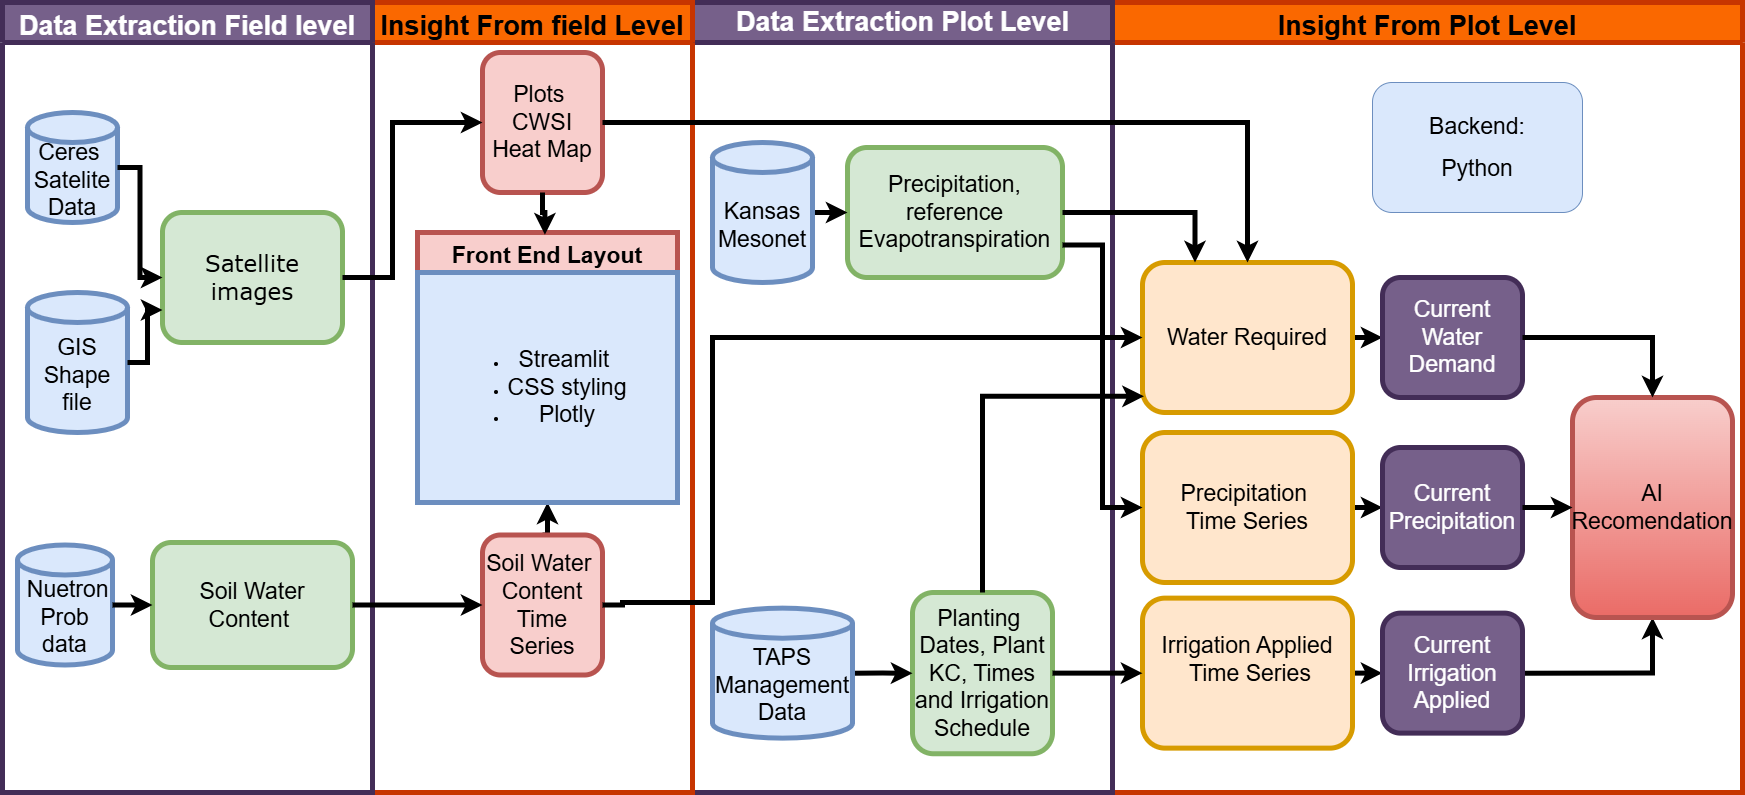 Data Extraction Field level
Insight From field Level
Data Extraction Plot Level
Insight From Plot Level
Ceres
Satelite
Data
GIS
Shape
file
Satellite
images
Nuetron
Prob
data
Soil Water
Content
Plots
CWSI
Heat Map
Front End Layout
Streamlit
CSS styling
Plotly
Soil Water
Content
Time
Series
Kansas
Mesonet
Precipitation,
reference
Evapotranspiration
TAPS
Management
Data
Planting
Dates, Plant
KC, Times
and Irrigation
Schedule
Backend:
Python
Water Required
Current
Water
Demand
Precipitation
Time Series
Current
Precipitation
Irrigation Applied
Time Series
Current
Irrigation
Applied
AI
Recomendation